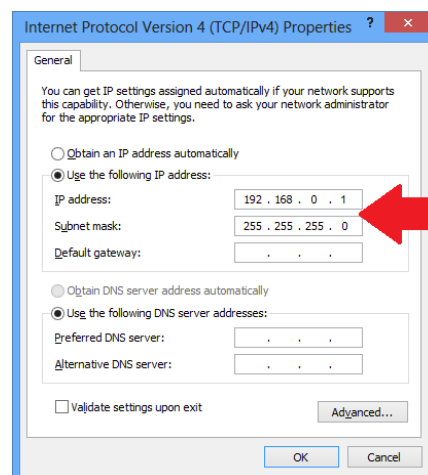 Internet Protocol Version 4 (TCP/IPv4) Properties ? ×
General
You can get IP settings assigned automatically if your network supports
this capability. Otherwise, you need to ask your network administrator
for the appropriate IP settings.
Obtain an IP address automatically
Use the following IP address:
IP address: 192 . 168 . 0 . 1
Subnet mask: 255 . 255 . 255 . 0
Default gateway: . . .
Obtain DNS server address automatically
Use the following DNS server addresses:
Preferred DNS server: . . .
Alternative DNS server: . . .
Validate settings upon exit
Advanced...
OK Cancel